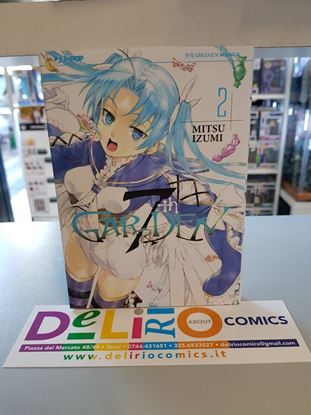 J-POP
SHONEN MANGA
2
MITSU
IZUMI
7th
GARDEN
DeLiRiO
ABOUT
COMICS
Piazza del Mercato 48/49 • Terni • 0744.431651 • 335.6533527 • deliriocomics@gmail.com
www.deliriocomics.it